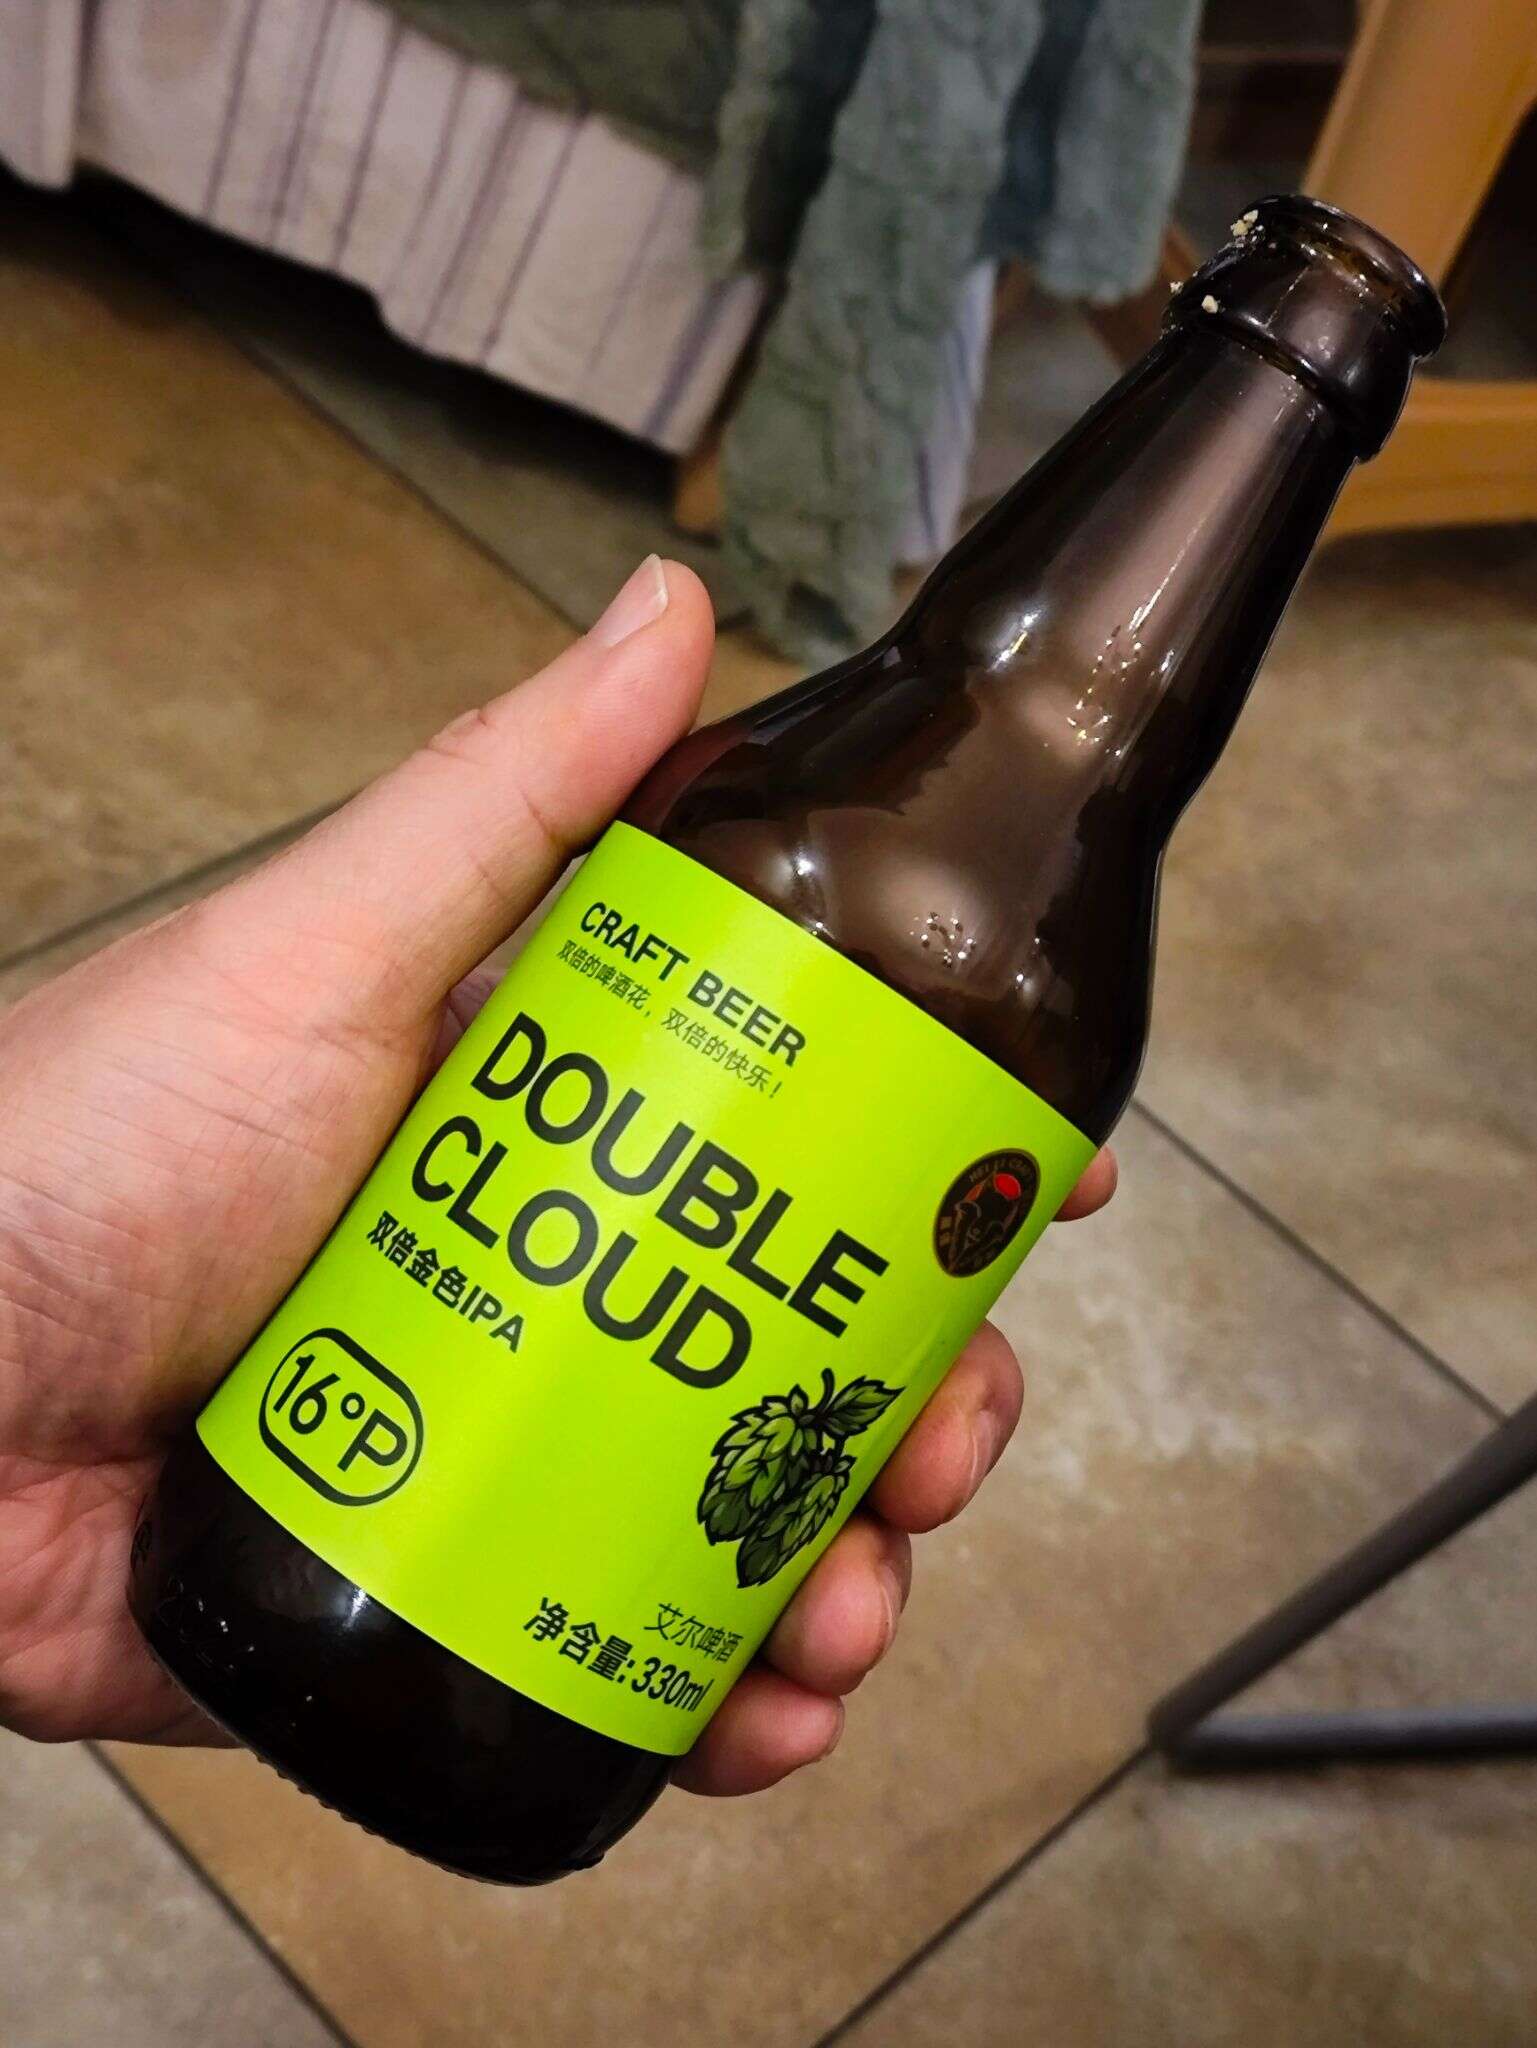 CRAFT BEER
双倍的啤酒花，双倍的快乐！
DOUBLE
CLOUD
双倍金色IPA
16°P
艾尔啤酒
净含量:330ml